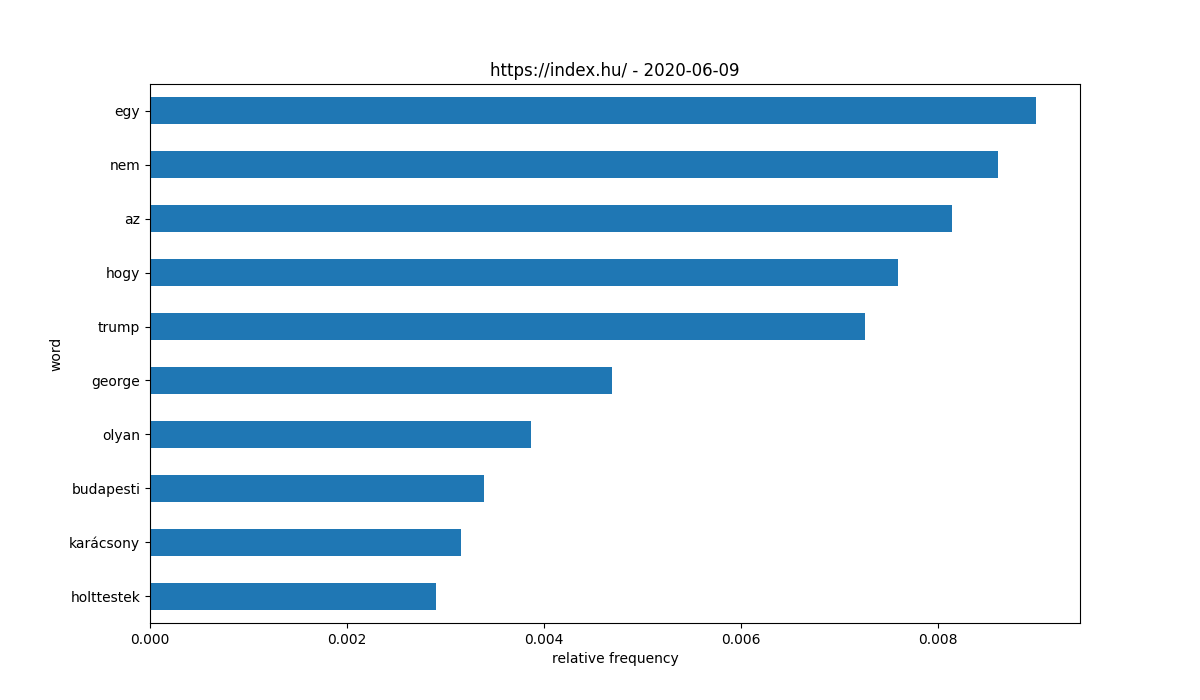 https://index.hu/ - 2020-06-09
egy
nem
az
hogy
trump
george
olyan
budapesti
karácsony
holttestek
word
0.000 0.002 0.004 0.006 0.008
relative frequency